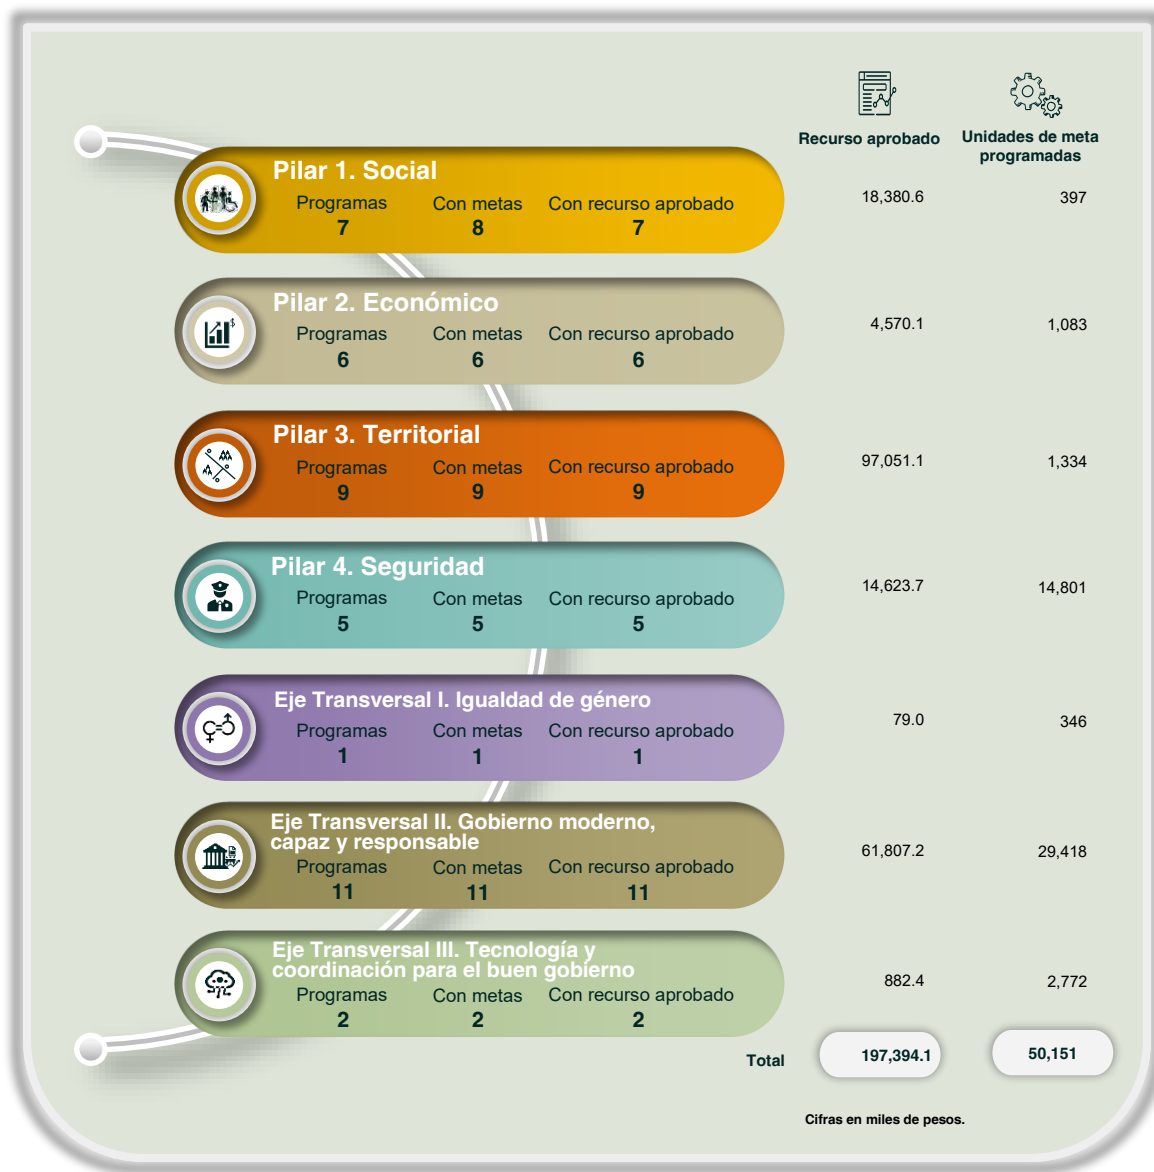 Recurso aprobado
Unidades de meta
programadas
Pilar 1. Social
Programas Con metas Con recurso aprobado
7 8 7
18,380.6 397
Pilar 2. Económico
Programas Con metas Con recurso aprobado
6 6 6
4,570.1 1,083
Pilar 3. Territorial
Programas Con metas Con recurso aprobado
9 9 9
97,051.1 1,334
Pilar 4. Seguridad
Programas Con metas Con recurso aprobado
5 5 5
14,623.7 14,801
Eje Transversal I. Igualdad de género
Programas Con metas Con recurso aprobado
1 1 1
79.0 346
Eje Transversal II. Gobierno moderno,
capaz y responsable
Programas Con metas Con recurso aprobado
11 11 11
61,807.2 29,418
Eje Transversal III. Tecnología y
coordinación para el buen gobierno
Programas Con metas Con recurso aprobado
2 2 2
882.4 2,772
Total 197,394.1 50,151
Cifras en miles de pesos.